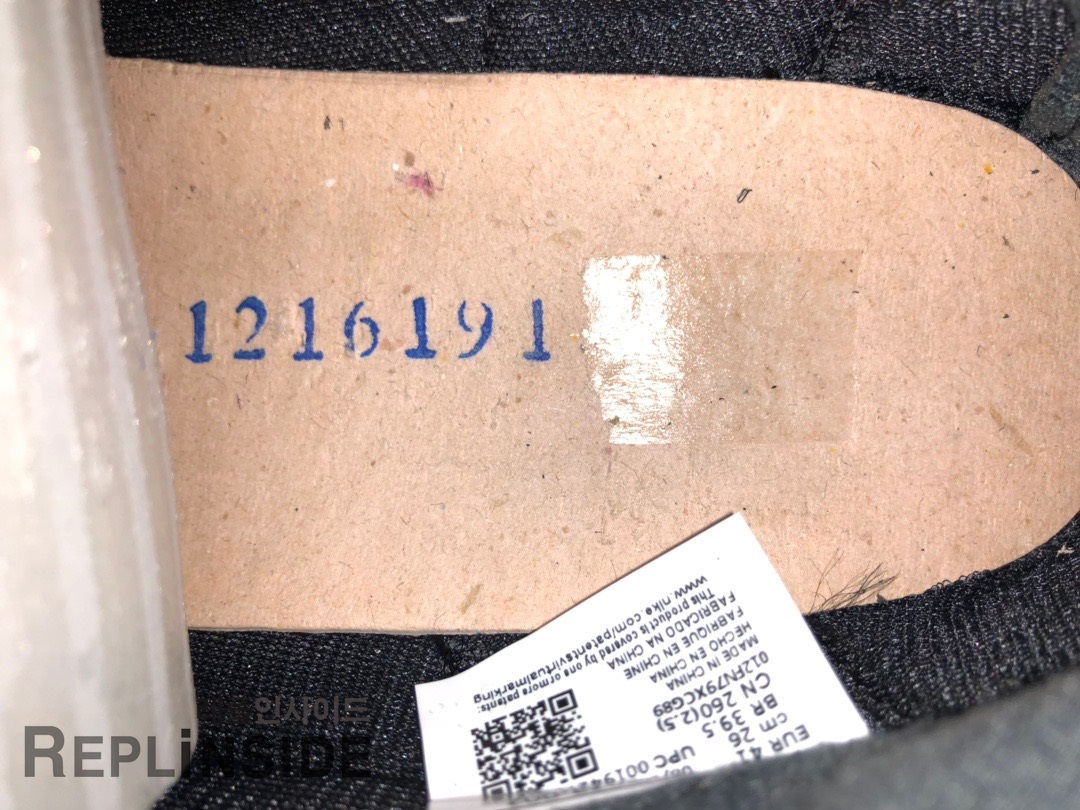 1216191
www.nike.com/patentsvirtualmarking
This product is covered by one or more patents:
FABRICADO NA CHINA
FABRIQUE EN CHINE
HECHO EN CHINA
MADE IN CHINA
012FN79XCG89
CN 260(2.5)
BR 39.5
cm 26
EUR 41
UPC 00194
인사이드
REPLiNSIDE